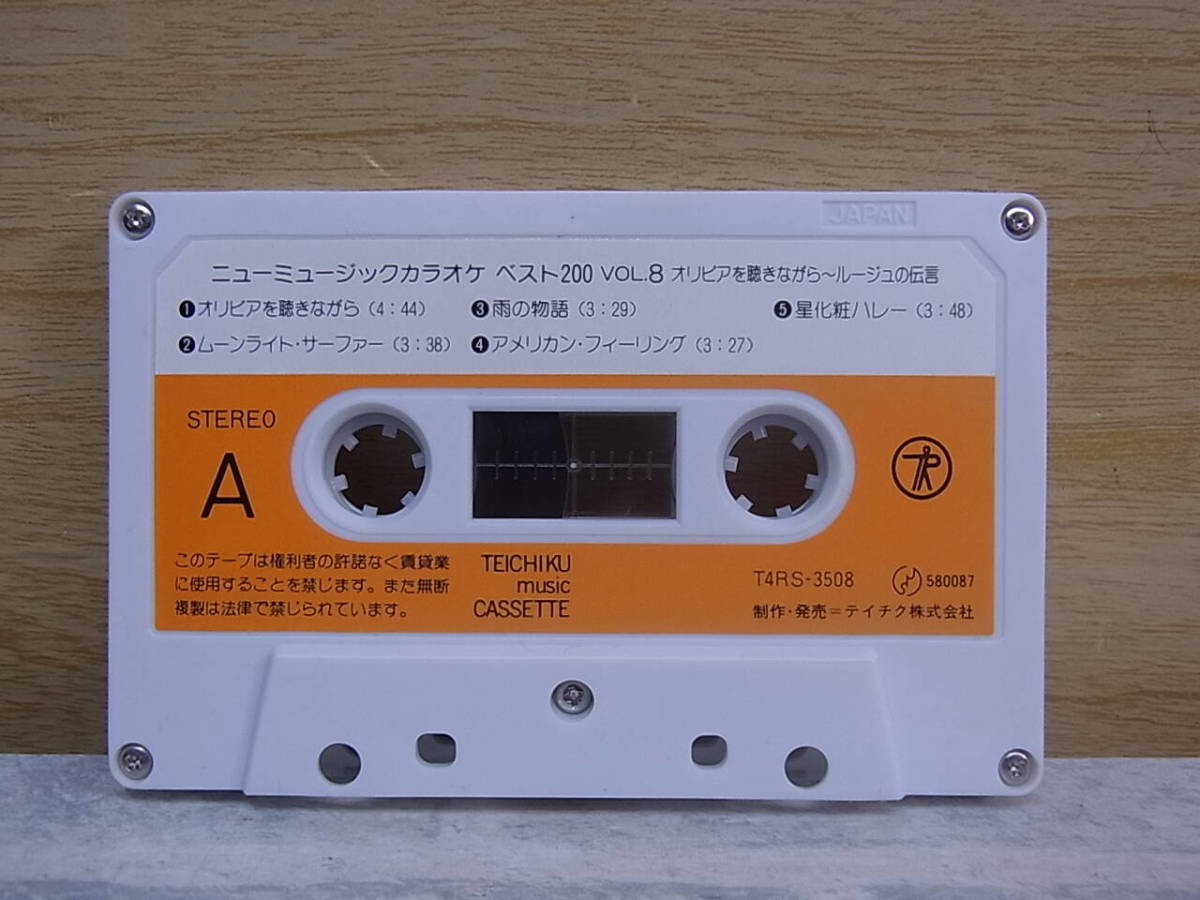 JAPAN
ニューミュージックカラオケ ベスト200 VOL.8 オリビアを聴きながら〜ルージュの伝言
❶オリビアを聴きながら(4:44)
❷ムーンライト・サーファー(3:38)
❸雨の物語(3:29)
❹アメリカン・フィーリング(3:27)
❺星化粧ハレー(3:48)
STEREO
A
このテープは権利者の許諾なく賃貸業
に使用することを禁じます。また無断
複製は法律で禁じられています。
TEICHIKU
music
CASSETTE
T4RS-3508
580087
制作・発売=テイチク株式会社